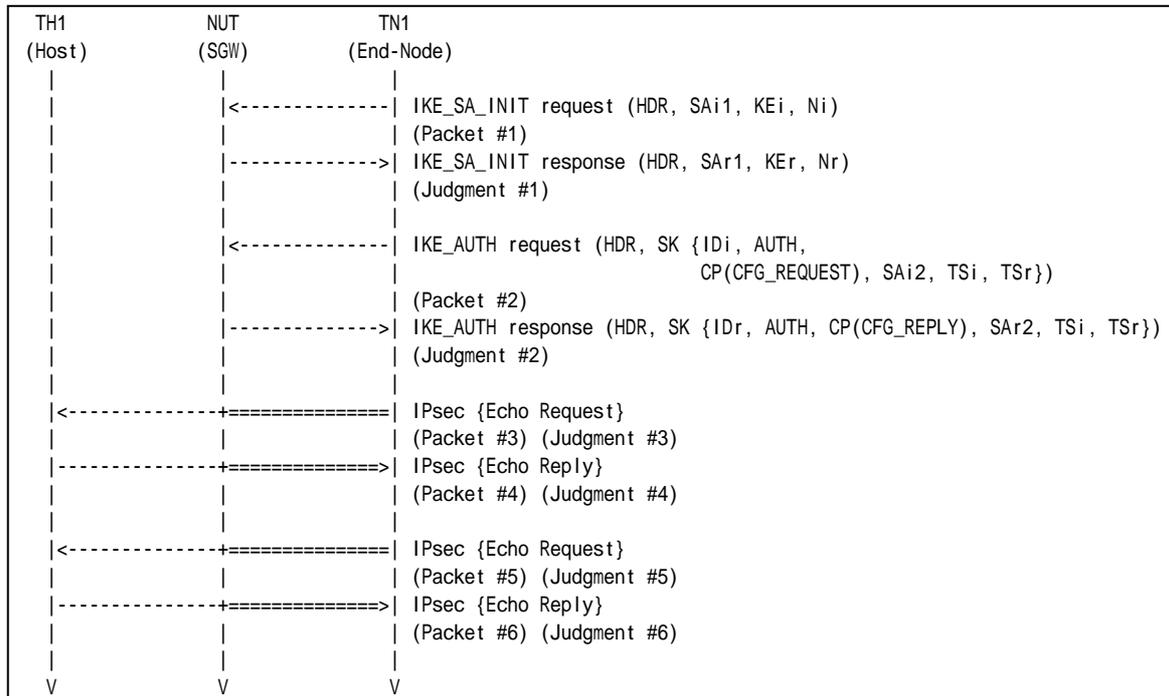 TH1 NUT TN1
(Host) (SGW) (End-Node)
| | |
| |<--------------| IKE_SA_INIT request (HDR, SAi1, KEi, Ni)
| | | (Packet #1)
| |-------------->| IKE_SA_INIT response (HDR, SAr1, KEr, Nr)
| | | (Judgment #1)
| | |
| |<--------------| IKE_AUTH request (HDR, SK {IDi, AUTH,
| | | CP(CFG_REQUEST), SAi2, TSi, TSr})
| | | (Packet #2)
| |-------------->| IKE_AUTH response (HDR, SK {IDr, AUTH, CP(CFG_REPLY), SAr2, TSi, TSr})
| | | (Judgment #2)
| | |
|<---------------+===============| IPsec {Echo Request}
| | | (Packet #3) (Judgment #3)
|----------------+==============>| IPsec {Echo Reply}
| | | (Packet #4) (Judgment #4)
| | |
|<---------------+===============| IPsec {Echo Request}
| | | (Packet #5) (Judgment #5)
|----------------+==============>| IPsec {Echo Reply}
| | | (Packet #6) (Judgment #6)
| | |
V V V